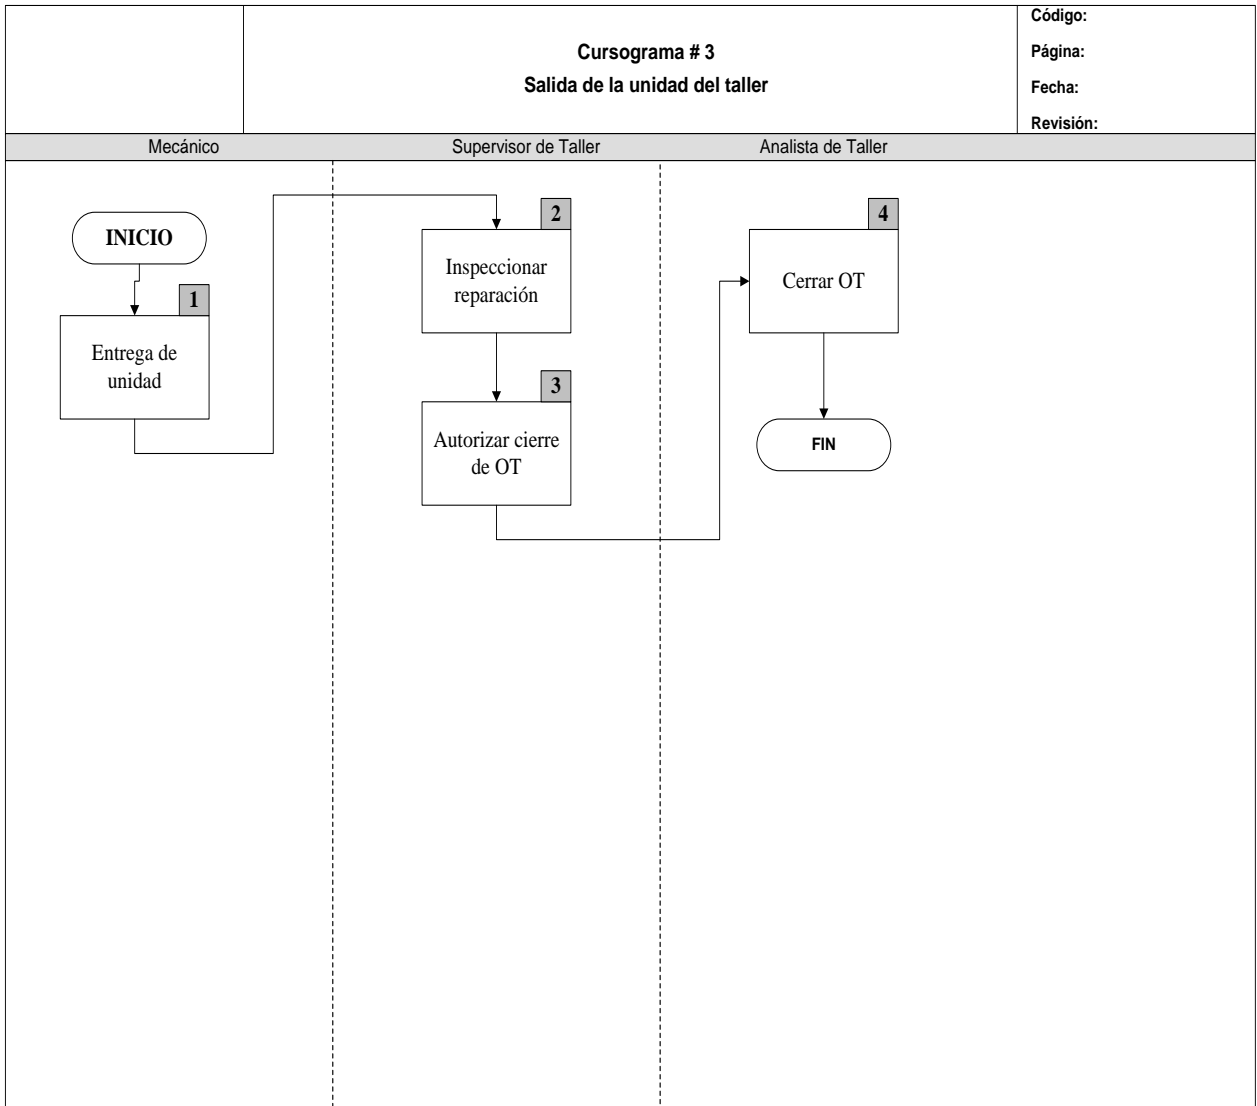 Cursograma # 3
Salida de la unidad del taller
Código:
Página:
Fecha:
Revisión:
Mecánico
Supervisor de Taller
Analista de Taller
INICIO
1
Entrega de
unidad
2
Inspeccionar
reparación
3
Autorizar cierre
de OT
4
Cerrar OT
FIN